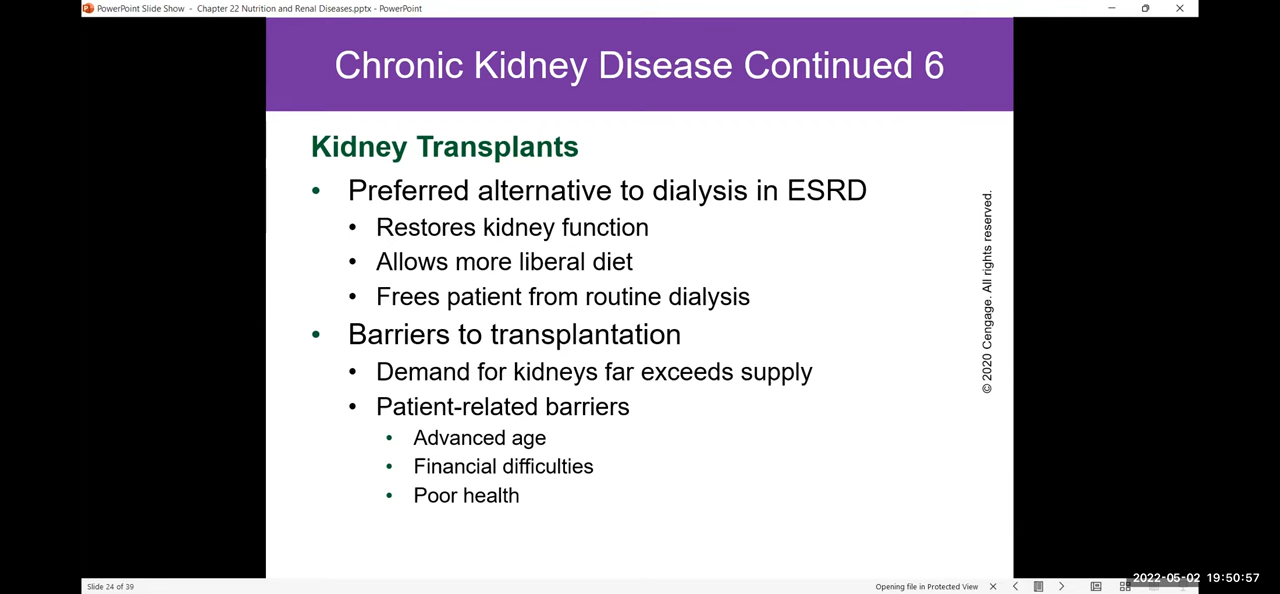 PowerPoint Slide Show - Chapter 22 Nutrition and Renal Diseases.pptx - PowerPoint
Chronic Kidney Disease Continued 6
Kidney Transplants
• Preferred alternative to dialysis in ESRD
• Restores kidney function
• Allows more liberal diet
• Frees patient from routine dialysis
• Barriers to transplantation
• Demand for kidneys far exceeds supply
• Patient-related barriers
• Advanced age
• Financial difficulties
• Poor health
© 2020 Cengage. All rights reserved.
Slide 24 of 39
Opening file in Protected View
2022-05-02 19:50:57